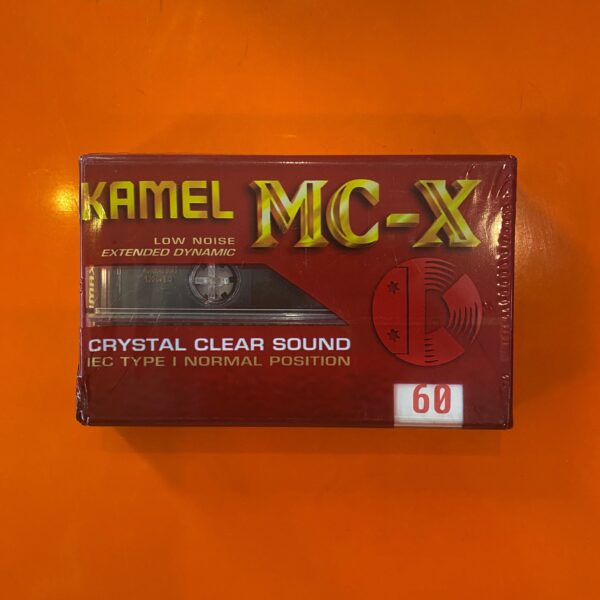 KAMEL MC-X
LOW NOISE
EXTENDED DYNAMIC
CRYSTAL CLEAR SOUND
IEC TYPE I NORMAL POSITION
60